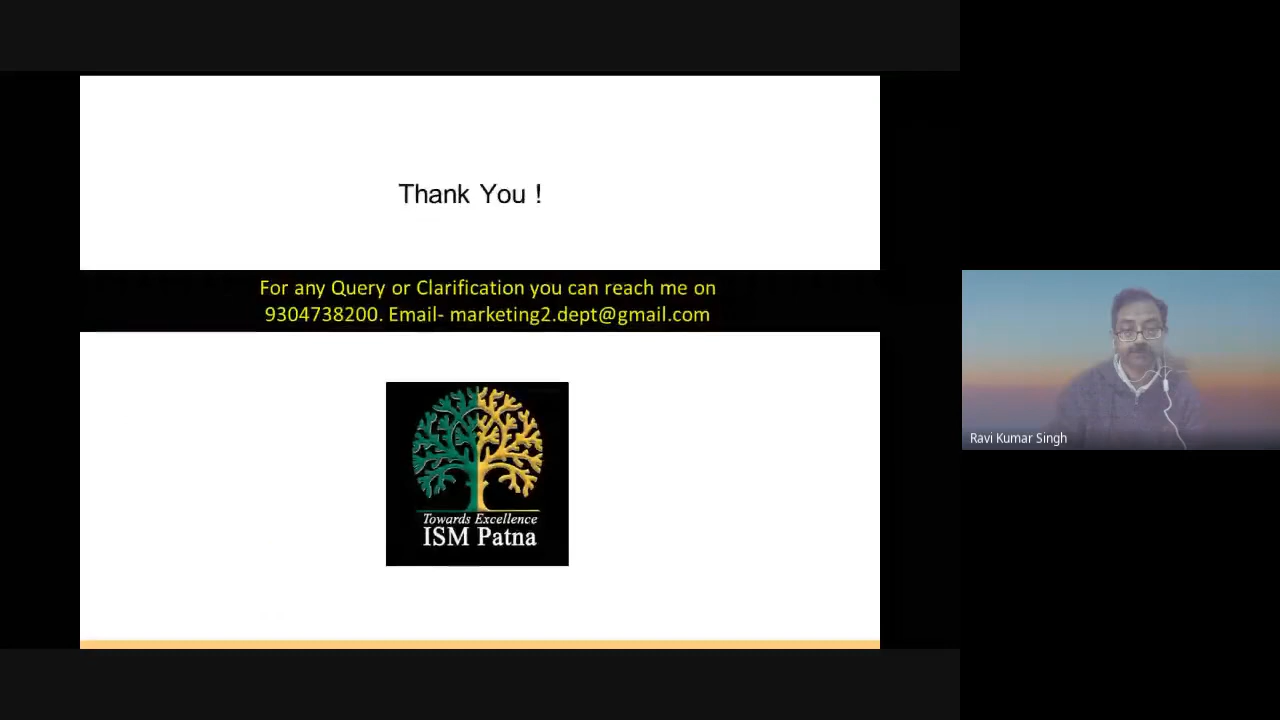 Thank You !
For any Query or Clarification you can reach me on
9304738200. Email- marketing2.dept@gmail.com
Towards Excellence
ISM Patna
Ravi Kumar Singh